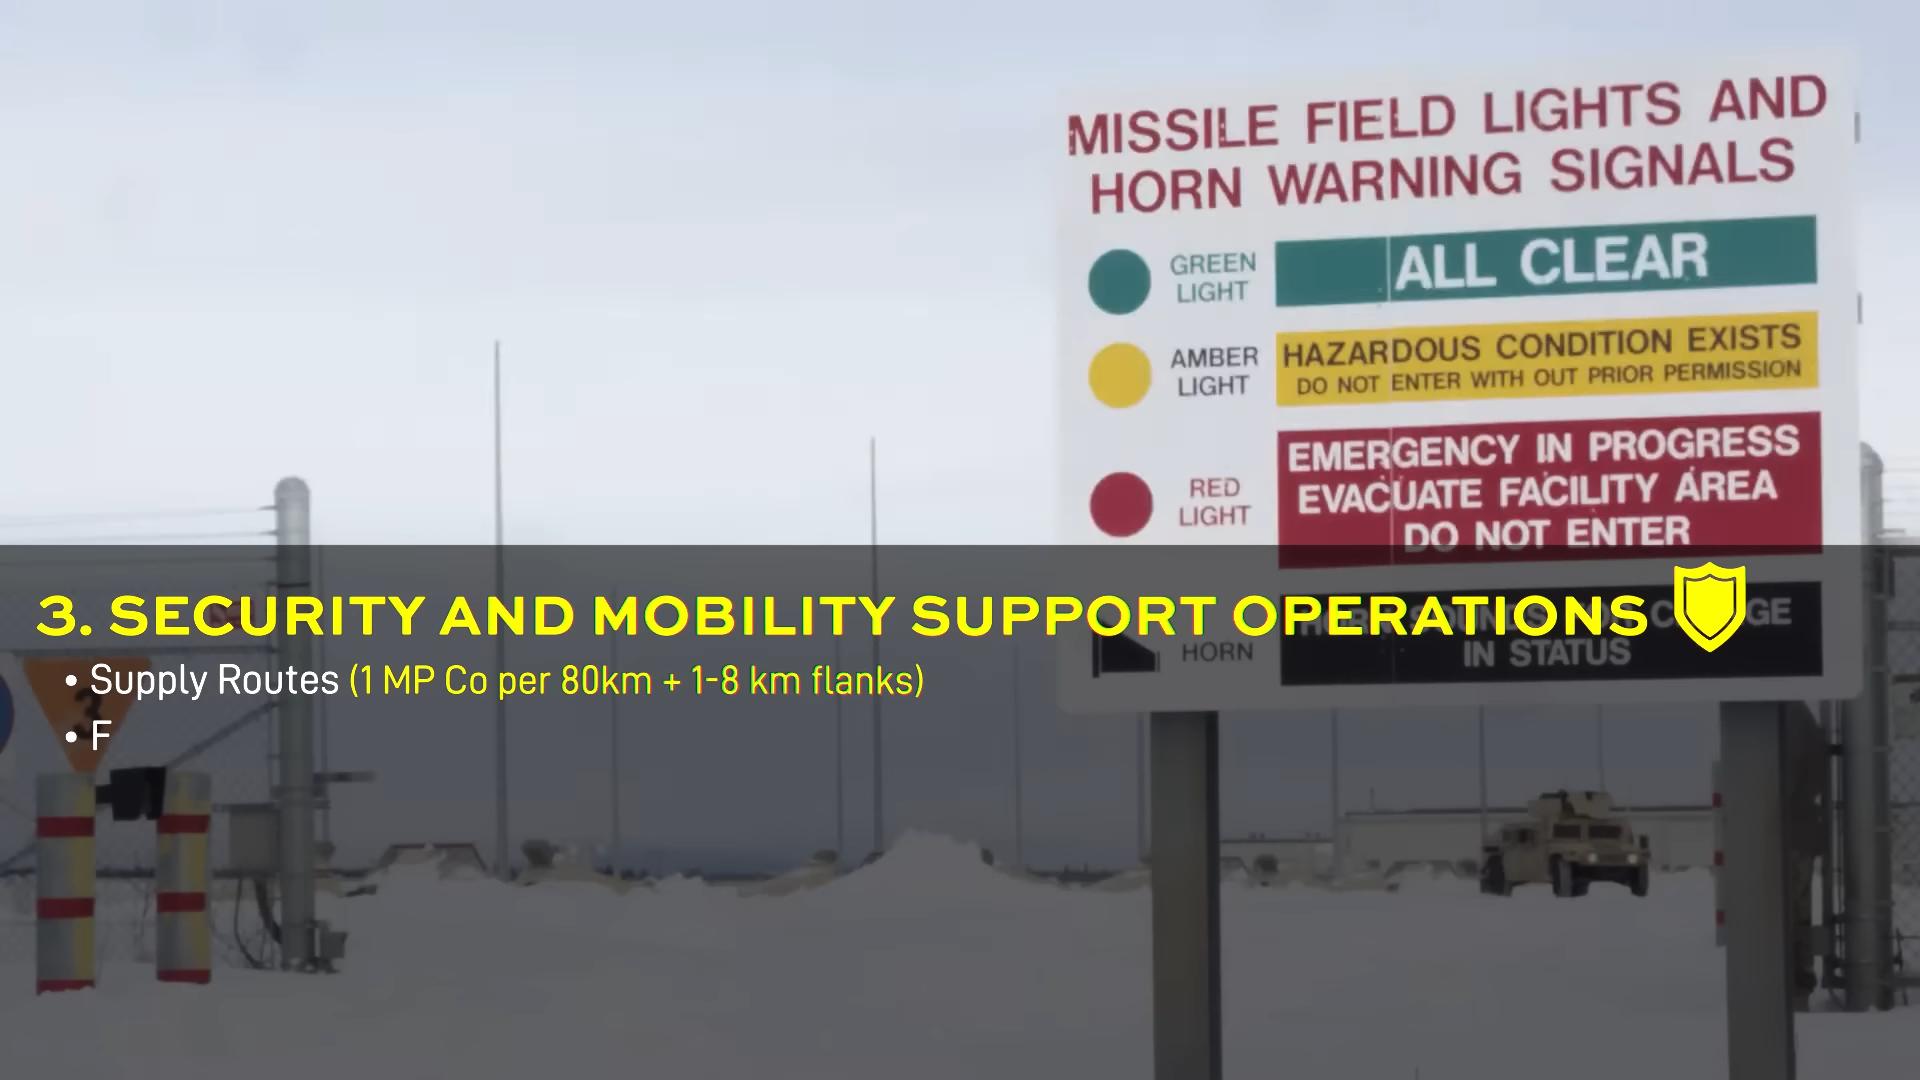 MISSILE FIELD LIGHTS AND
HORN WARNING SIGNALS
GREEN
LIGHT
ALL CLEAR
AMBER
LIGHT
HAZARDOUS CONDITION EXISTS
DO NOT ENTER WITH OUT PRIOR PERMISSION
RED
LIGHT
EMERGENCY IN PROGRESS
EVACUATE FACILITY AREA
DO NOT ENTER
HORN
IN STATUS
3. SECURITY AND MOBILITY SUPPORT OPERATIONS
• Supply Routes (1 MP Co per 80km + 1-8 km flanks)
• F
3